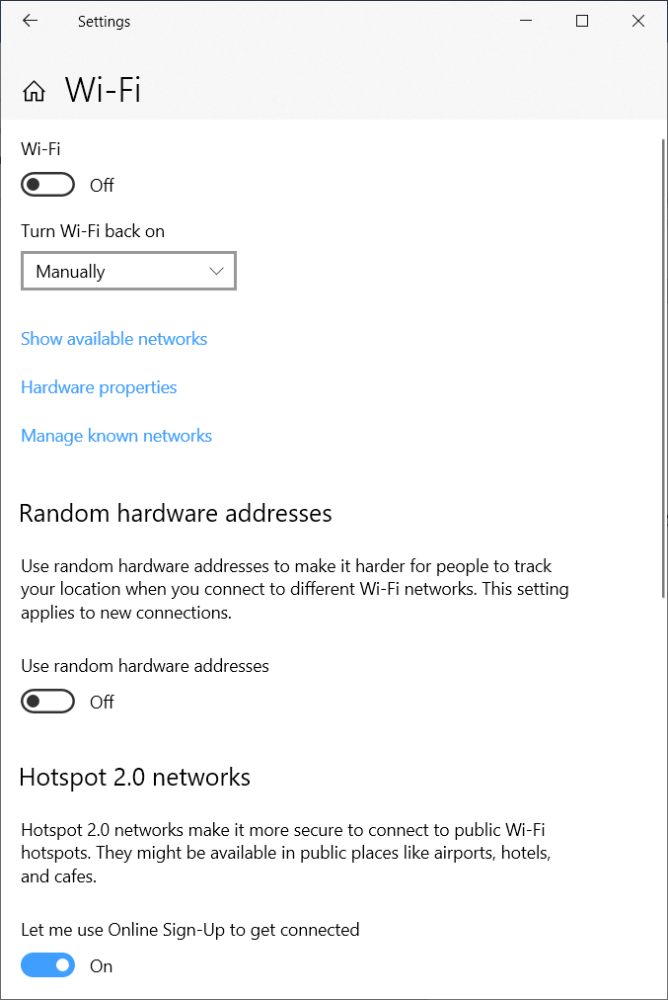 Settings
Wi-Fi
Wi-Fi
Off
Turn Wi-Fi back on
Manually
Show available networks
Hardware properties
Manage known networks
Random hardware addresses
Use random hardware addresses to make it harder for people to track
your location when you connect to different Wi-Fi networks. This setting
applies to new connections.
Use random hardware addresses
Off
Hotspot 2.0 networks
Hotspot 2.0 networks make it more secure to connect to public Wi-Fi
hotspots. They might be available in public places like airports, hotels,
and cafes.
Let me use Online Sign-Up to get connected
On